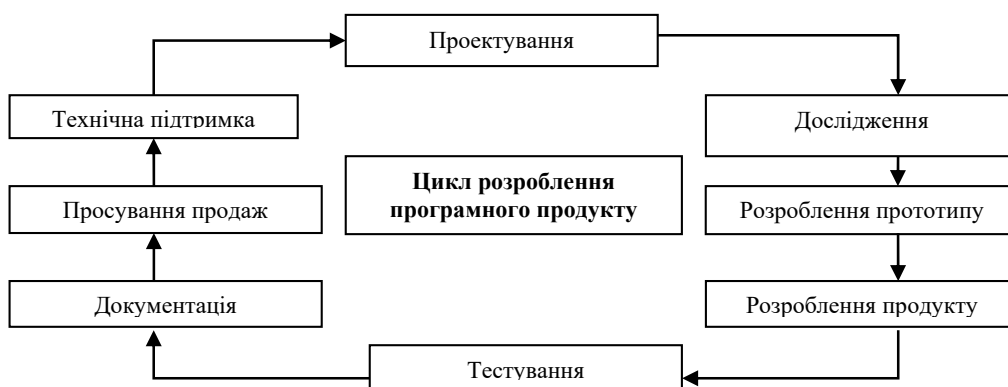 Проектування
Технічна підтримка
Дослідження
Цикл розроблення
програмного продукту
Просування продаж
Розроблення прототипу
Документація
Розроблення продукту
Тестування